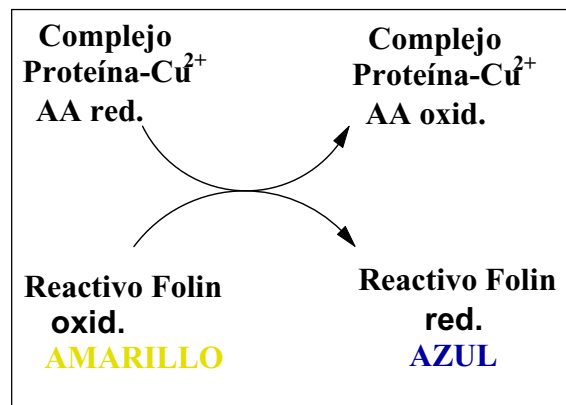 Complejo
Proteína-Cu2+
AA red.
Complejo
Proteína-Cu2+
AA oxid.
Reactivo Folin
oxid.
AMARILLO
Reactivo Folin
red.
AZUL